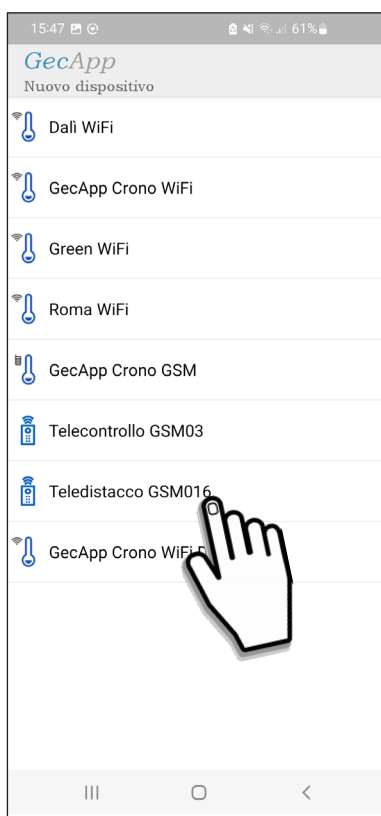 15:47 61%
GecApp
Nuovo dispositivo
Dalì WiFi
GecApp Crono WiFi
Green WiFi
Roma WiFi
GecApp Crono GSM
Telecontrollo GSM03
Teledistacco GSM016
GecApp Crono WiFi